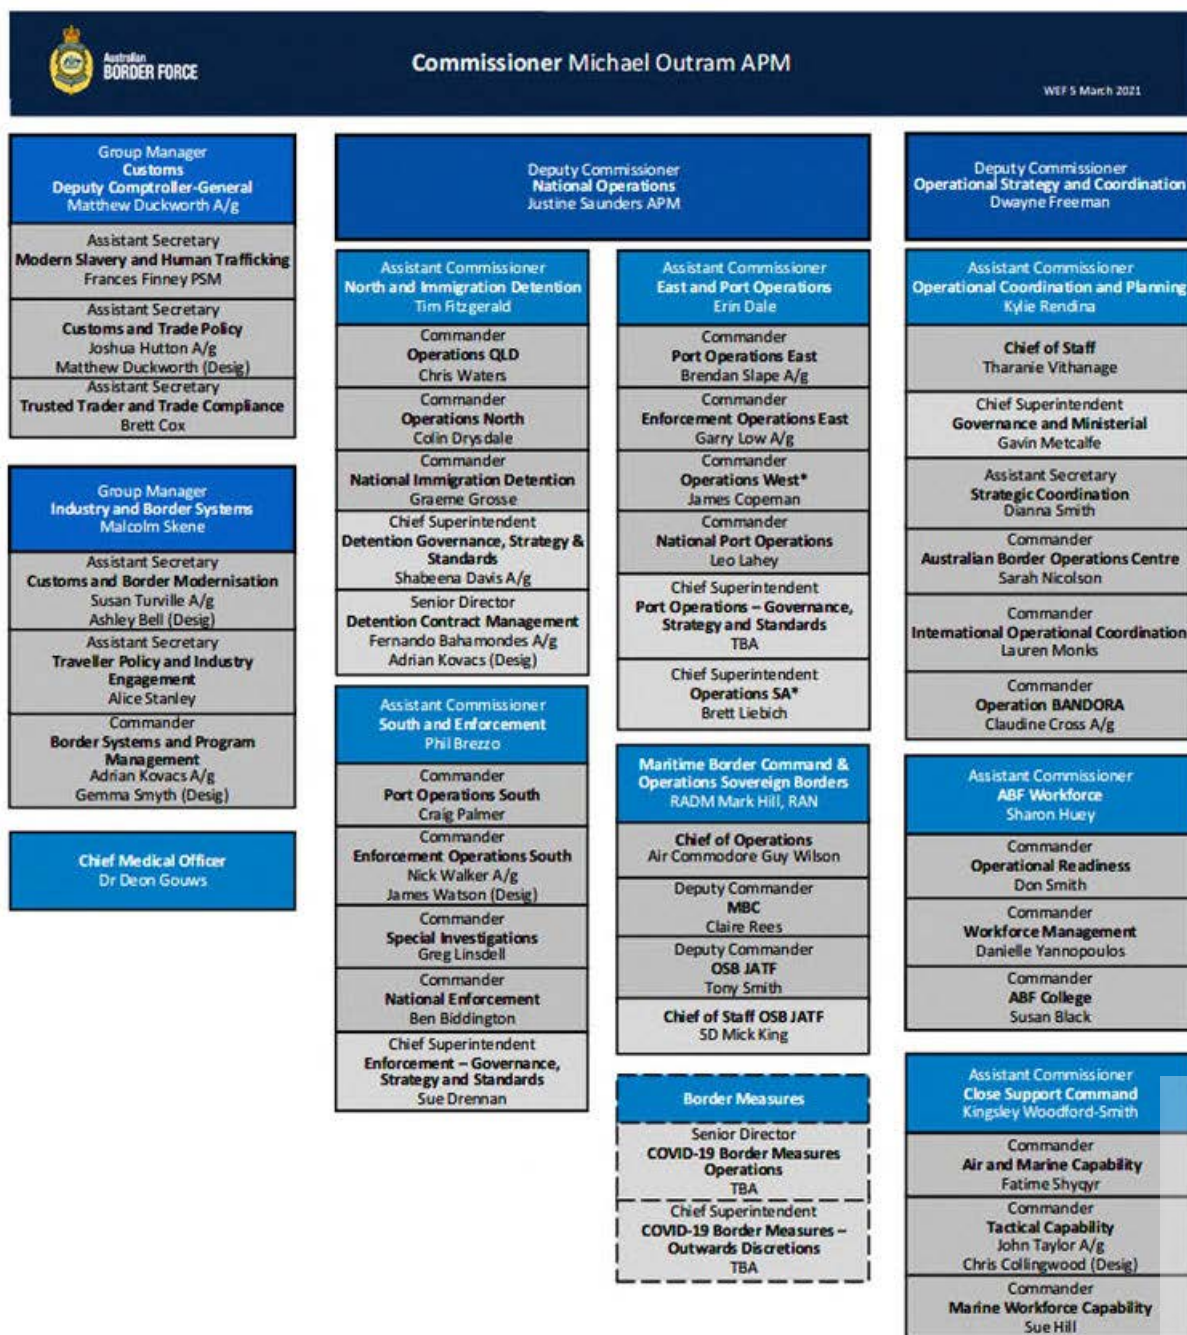 Australian
BORDER FORCE
Commissioner Michael Outram APM
WEF 5 March 2021
Group Manager
Customs
Deputy Comptroller-General
Matthew Duckworth A/g
Assistant Secretary
Modern Slavery and Human Trafficking
Frances Finney PSM
Assistant Secretary
Customs and Trade Policy
Joshua Hutton A/g
Matthew Duckworth (Desig)
Assistant Secretary
Trusted Trader and Trade Compliance
Brett Cox
Group Manager
Industry and Border Systems
Malcolm Skene
Assistant Secretary
Customs and Border Modernisation
Susan Turville A/g
Ashley Bell (Desig)
Assistant Secretary
Traveller Policy and Industry
Engagement
Alice Stanley
Commander
Border Systems and Program
Management
Adrian Kovacs A/g
Gemma Smyth (Desig)
Chief Medical Officer
Dr Deon Gouws
Deputy Commissioner
National Operations
Justine Saunders APM
Assistant Commissioner
North and Immigration Detention
Tim Fitzgerald
Commander
Operations QLD
Chris Waters
Commander
Operations North
Colin Drysdale
Commander
National Immigration Detention
Graeme Grosse
Chief Superintendent
Detention Governance, Strategy &
Standards
Shabeena Davis A/g
Senior Director
Detention Contract Management
Fernando Bahamondes A/g
Adrian Kovacs (Desig)
Assistant Commissioner
South and Enforcement
Phil Brezzo
Commander
Port Operations South
Craig Palmer
Commander
Enforcement Operations South
Nick Walker A/g
James Watson (Desig)
Commander
Special Investigations
Greg Linsdell
Commander
National Enforcement
Ben Biddington
Chief Superintendent
Enforcement – Governance,
Strategy and Standards
Sue Drennan
Assistant Commissioner
East and Port Operations
Erin Dale
Commander
Port Operations East
Brendan Slape A/g
Commander
Enforcement Operations East
Garry Low A/g
Commander
Operations West*
James Copeman
Commander
National Port Operations
Leo Lahey
Chief Superintendent
Port Operations – Governance,
Strategy and Standards
TBA
Chief Superintendent
Operations SA*
Brett Liebich
Maritime Border Command &
Operations Sovereign Borders
RADM Mark Hill, RAN
Chief of Operations
Air Commodore Guy Wilson
Deputy Commander
MBC
Claire Rees
Deputy Commander
OSB JATF
Tony Smith
Chief of Staff OSB JATF
SD Mick King
Border Measures
Senior Director
COVID-19 Border Measures
Operations
TBA
Chief Superintendent
COVID-19 Border Measures –
Outwards Discretions
TBA
Deputy Commissioner
Operational Strategy and Coordination
Dwayne Freeman
Assistant Commissioner
Operational Coordination and Planning
Kylie Rendina
Chief of Staff
Tharanie Vithanage
Chief Superintendent
Governance and Ministerial
Gavin Metcalfe
Assistant Secretary
Strategic Coordination
Dianna Smith
Commander
Australian Border Operations Centre
Sarah Nicolson
Commander
International Operational Coordination
Lauren Monks
Commander
Operation BANDORA
Claudine Cross A/g
Assistant Commissioner
ABF Workforce
Sharon Huey
Commander
Operational Readiness
Don Smith
Commander
Workforce Management
Danielle Yannopoulos
Commander
ABF College
Susan Black
Assistant Commissioner
Close Support Command
Kingsley Woodford-Smith
Commander
Air and Marine Capability
Fatime Shyqyr
Commander
Tactical Capability
John Taylor A/g
Chris Collingwood (Desig)
Commander
Marine Workforce Capability
Sue Hill